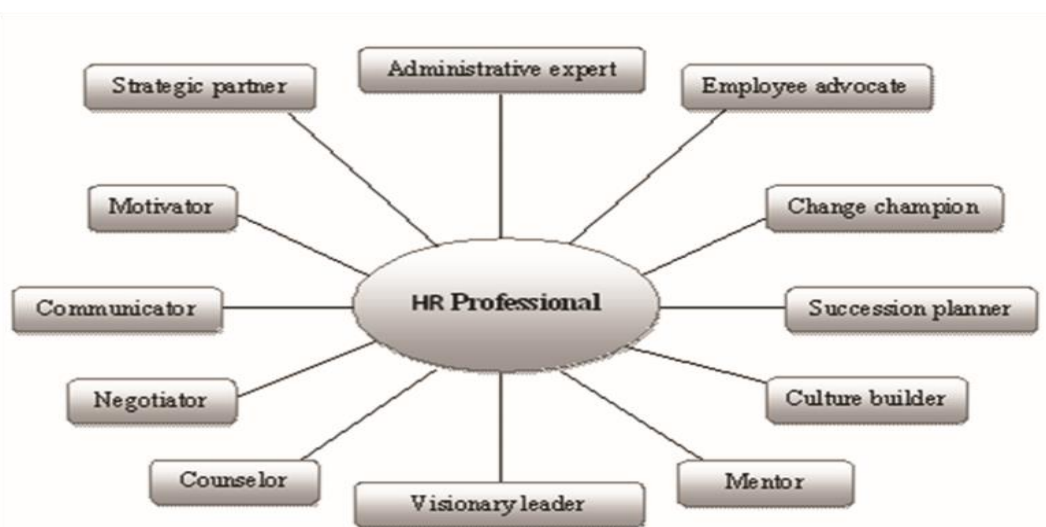 Administrative expert
Strategic partner
Employee advocate
Motivator
Change champion
HR Professional
Communicator
Succession planner
Negotiator
Culture builder
Counselor
Mentor
Visionary leader